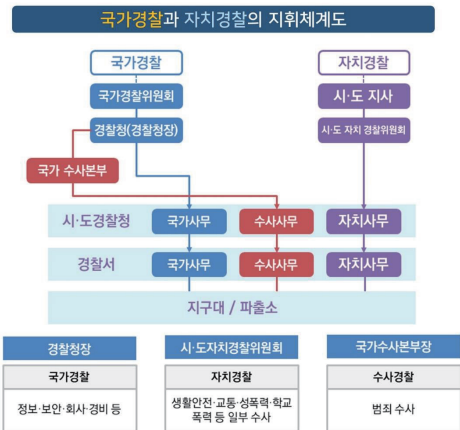 국가경찰과 자치경찰의 지휘체계도
국가경찰 자치경찰
국가경찰위원회 시·도 지사
경찰청(경찰청장) 시·도 자치 경찰위원회
국가 수사본부
시·도경찰청 국가사무 수사사무 자치사무
경찰서 국가사무 수사사무 자치사무
지구대 / 파출소
경찰청장 시·도자치경찰위원회 국가수사본부장
국가경찰 자치경찰 수사경찰
정보·보안·회사·경비 등 생활안전·교통·성폭력·학교 범죄 수사
폭력 등 일부 수사